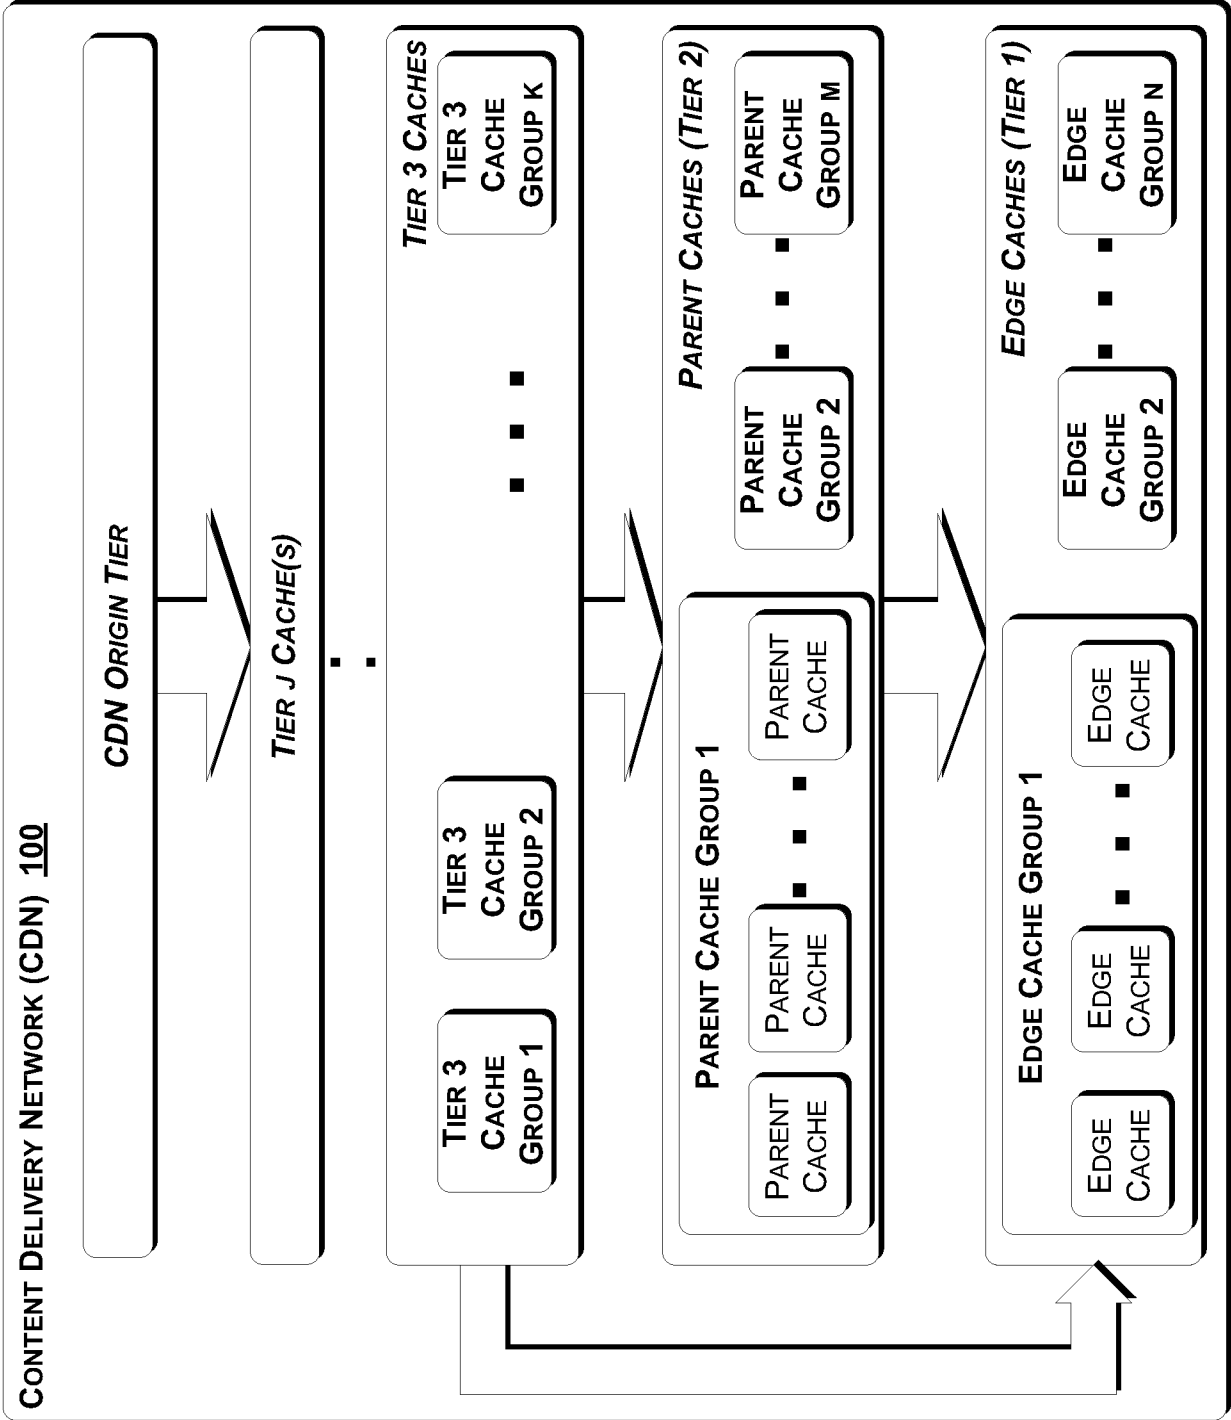 CONTENT DELIVERY NETWORK (CDN) 100
CDN ORIGIN TIER
TIER J CACHE(S)
TIER 3 CACHES
TIER 3
CACHE
GROUP 1
TIER 3
CACHE
GROUP 2
TIER 3
CACHE
GROUP K
PARENT CACHES (TIER 2)
PARENT CACHE GROUP 1
PARENT
CACHE
PARENT
CACHE
PARENT
CACHE
PARENT
CACHE
GROUP 2
PARENT
CACHE
GROUP M
EDGE CACHES (TIER 1)
EDGE CACHE GROUP 1
EDGE
CACHE
EDGE
CACHE
EDGE
CACHE
EDGE
CACHE
GROUP 2
EDGE
CACHE
GROUP N